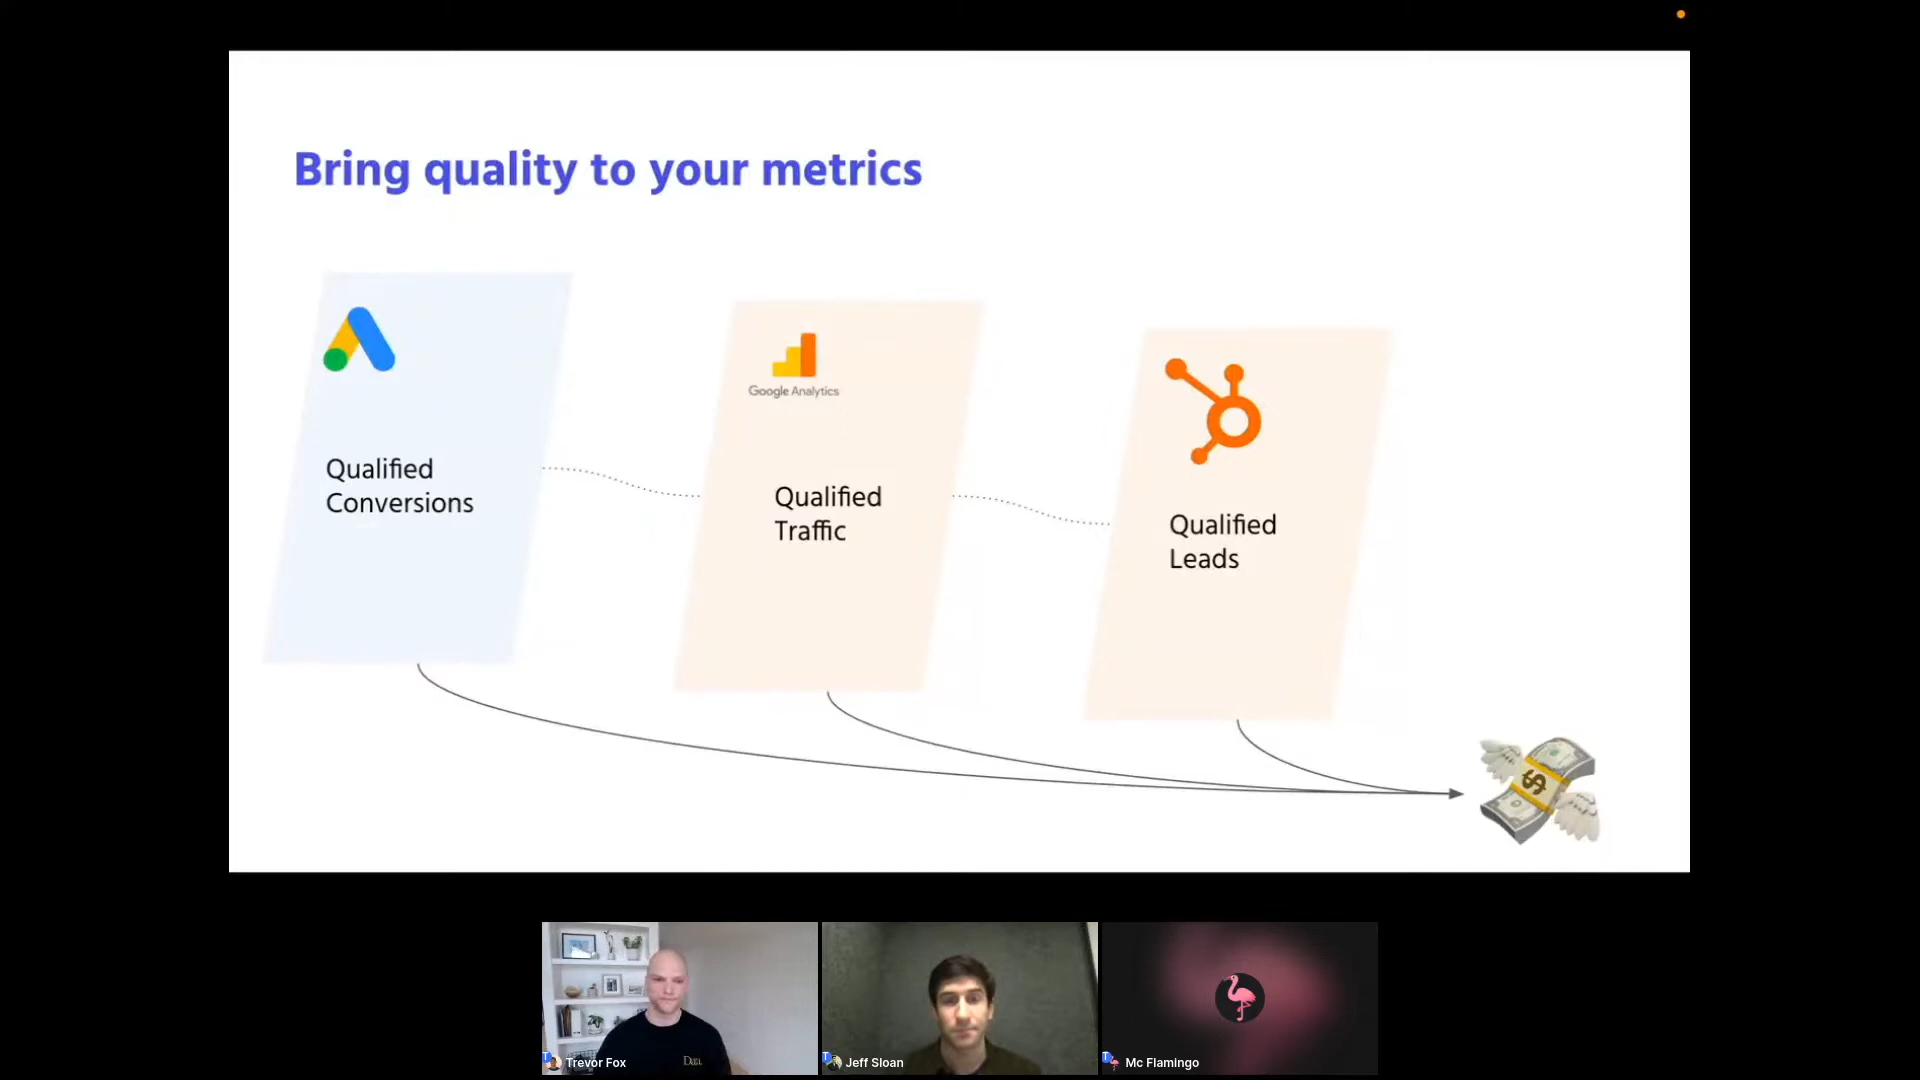 Bring quality to your metrics
Google Analytics
Qualified
Conversions
Qualified
Traffic
Qualified
Leads
Trevor Fox
Jeff Sloan
Mc Flamingo